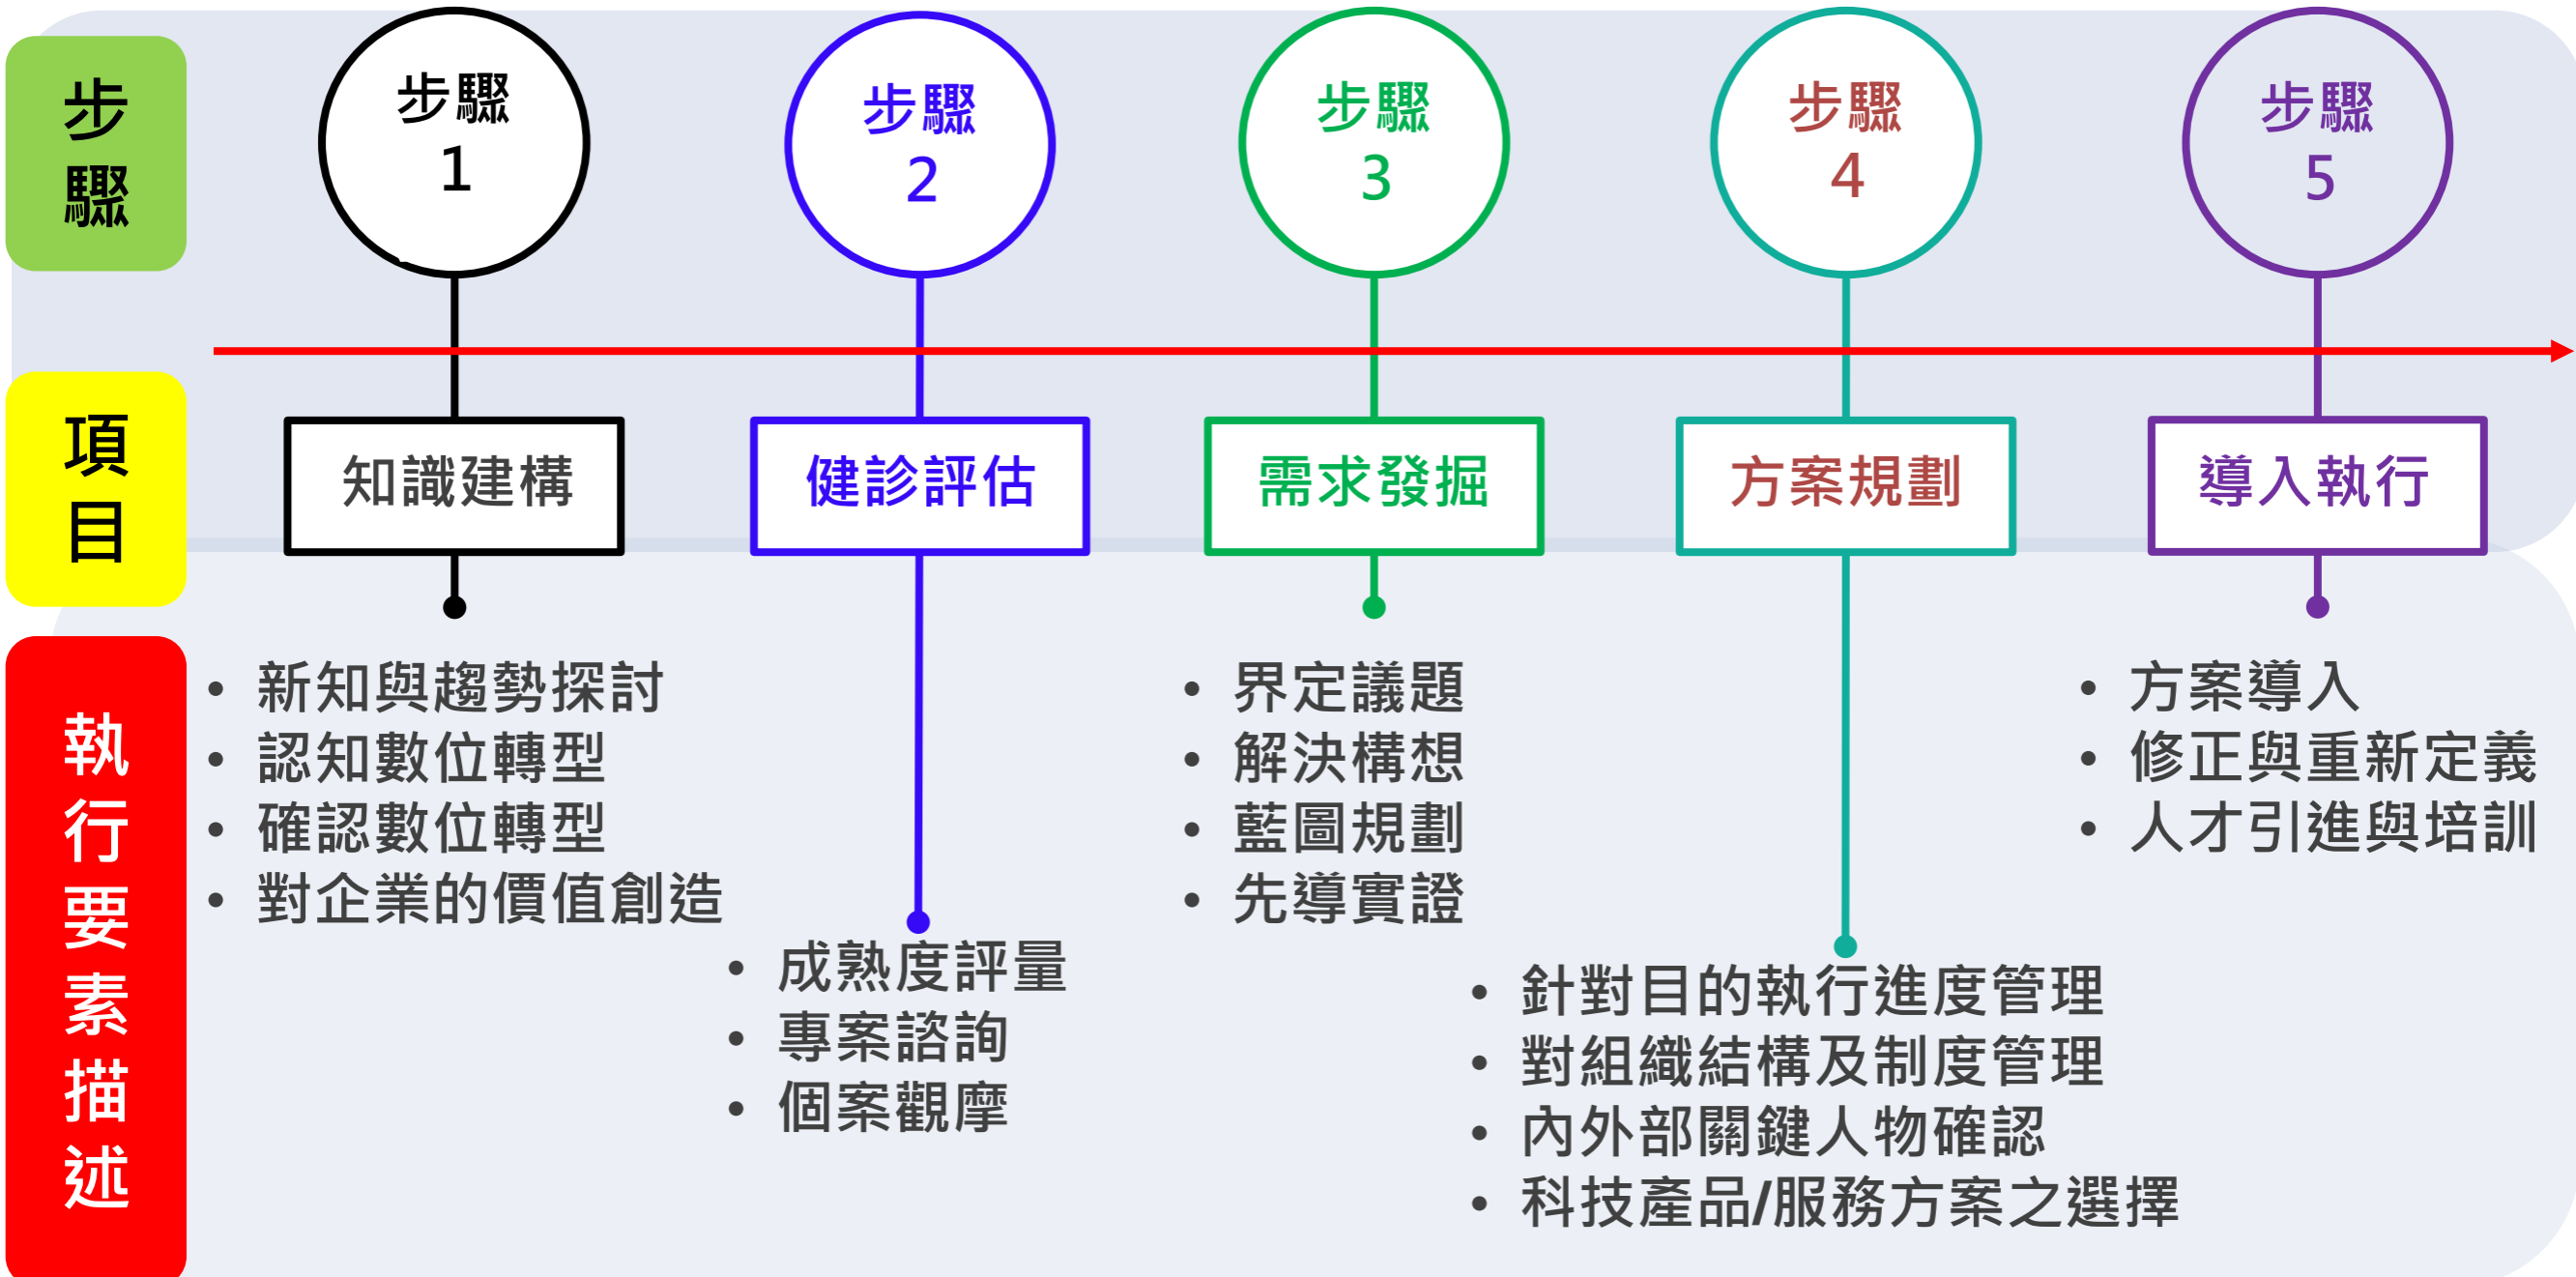 步
驟
步驟
1
步驟
2
步驟
3
步驟
4
步驟
5
項
目
知識建構
健診評估
需求發掘
方案規劃
導入執行
執
行
要
素
描
述
• 新知與趨勢探討
• 認知數位轉型
• 確認數位轉型
• 對企業的價值創造
• 成熟度評量
• 專案諮詢
• 個案觀摩
• 界定議題
• 解決構想
• 藍圖規劃
• 先導實證
• 針對目的執行進度管理
• 對組織結構及制度管理
• 內外部關鍵人物確認
• 科技產品/服務方案之選擇
• 方案導入
• 修正與重新定義
• 人才引進與培訓